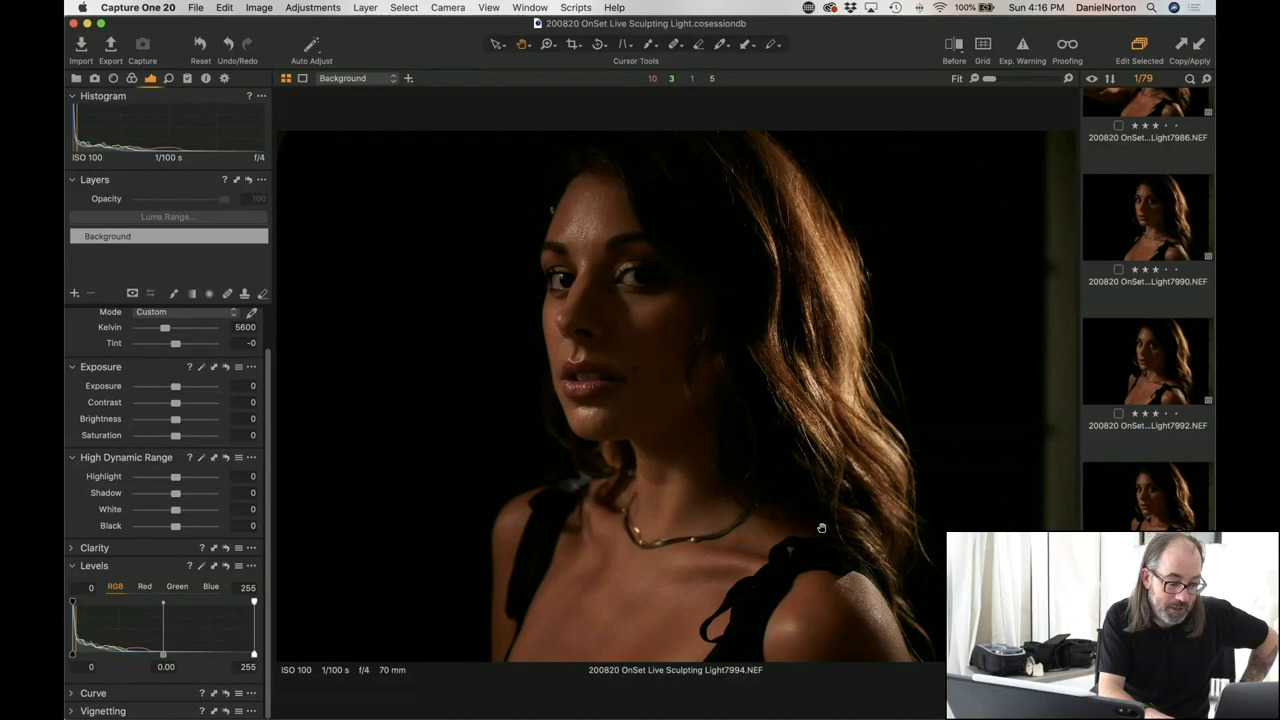 Capture One 20 File Edit Image Adjustments Layer Select Camera View Window Scripts Help 100% Sun 4:16 PM DanielNorton
200820 OnSet Live Sculpting Light.cosessiondb
Import Export Capture Reset Undo/Redo Auto Adjust Cursor Tools Before Grid Exp. Warning Proofing Edit Selected Copy/Apply
Background 10 3 1 5 Fit 1/79
Histogram ?
ISO 100 1/100 s f/4
Layers ?
Opacity 100
Luma Range...
Background
Mode Custom
Kelvin 5600
Tint -0
Exposure ?
Exposure 0
Contrast 0
Brightness 0
Saturation 0
High Dynamic Range ?
Highlight 0
Shadow 0
White 0
Black 0
Clarity ?
Levels ?
0 RGB Red Green Blue 255
0 0.00 255
Curve ?
Vignetting ?
ISO 100 1/100 s f/4 70 mm 200820 OnSet Live Sculpting Light7994.NEF
200820 OnSet...Light7986.NEF
200820 OnSet...Light7990.NEF
200820 OnSet...Light7992.NEF